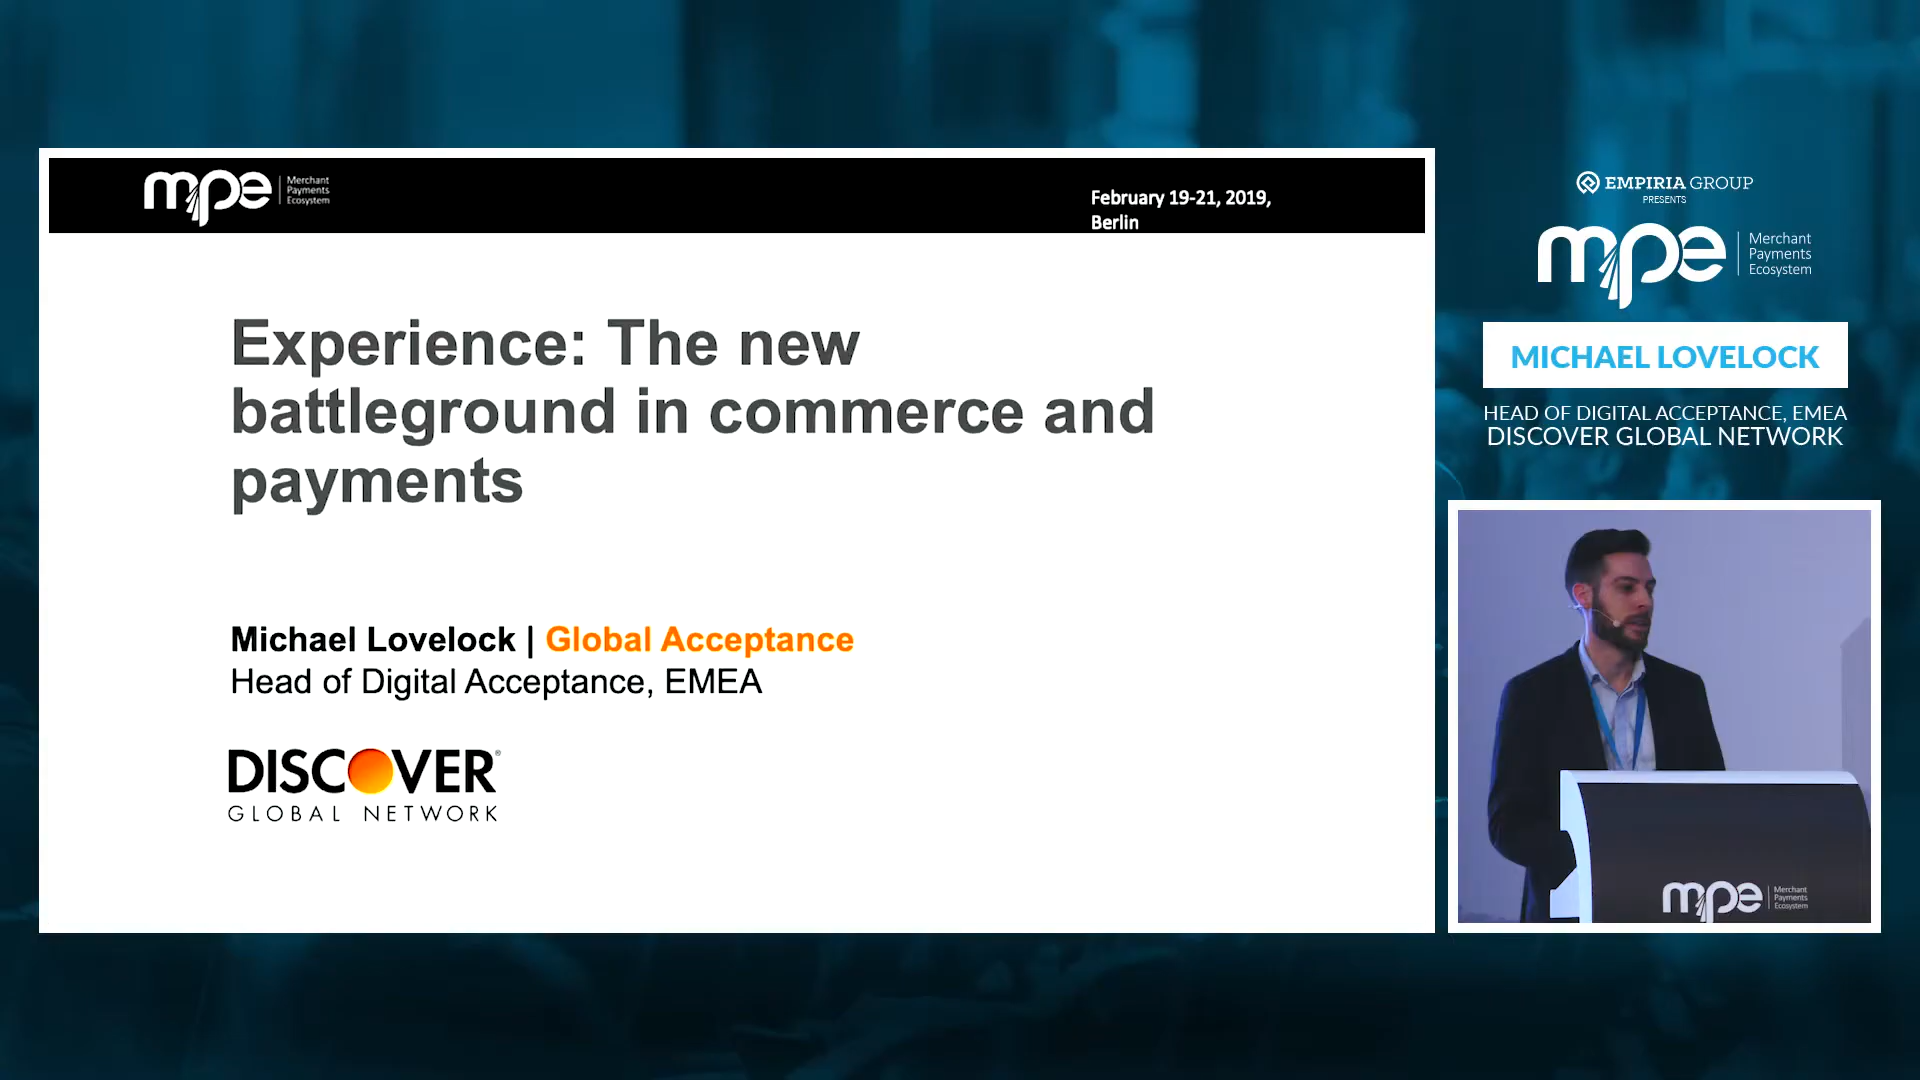 mpe
Merchant
Payments
Ecosystem
February 19-21, 2019,
Berlin
Experience: The new
battleground in commerce and
payments
Michael Lovelock | Global Acceptance
Head of Digital Acceptance, EMEA
DISCOVER®
GLOBAL NETWORK
EMPIRIA GROUP
PRESENTS
mpe
Merchant
Payments
Ecosystem
MICHAEL LOVELOCK
HEAD OF DIGITAL ACCEPTANCE, EMEA
DISCOVER GLOBAL NETWORK
mpe
Merchant
Payments
Ecosystem